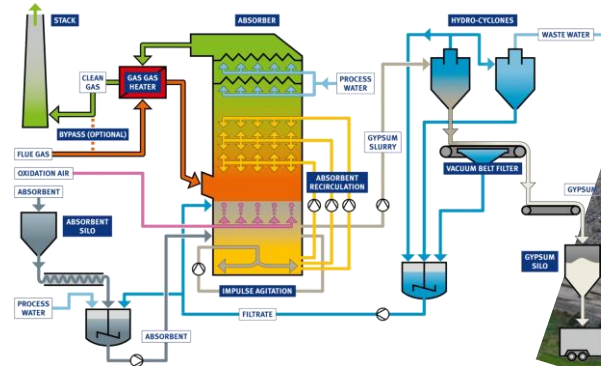 STACK
ABSORBER
HYDRO-CYCLONES
WASTE WATER
CLEAN
GAS
GAS GAS
HEATER
PROCESS
WATER
BYPASS (OPTIONAL)
GYPSUM
SLURRY
FLUE GAS
VACUUM BELT FILTER
OXIDATION AIR
ABSORBENT
RECIRCULATION
ABSORBENT
GYPSUM
ABSORBENT
SILO
GYPSUM
SILO
IMPULSE AGITATION
PROCESS
WATER
FILTRATE
ABSORBENT